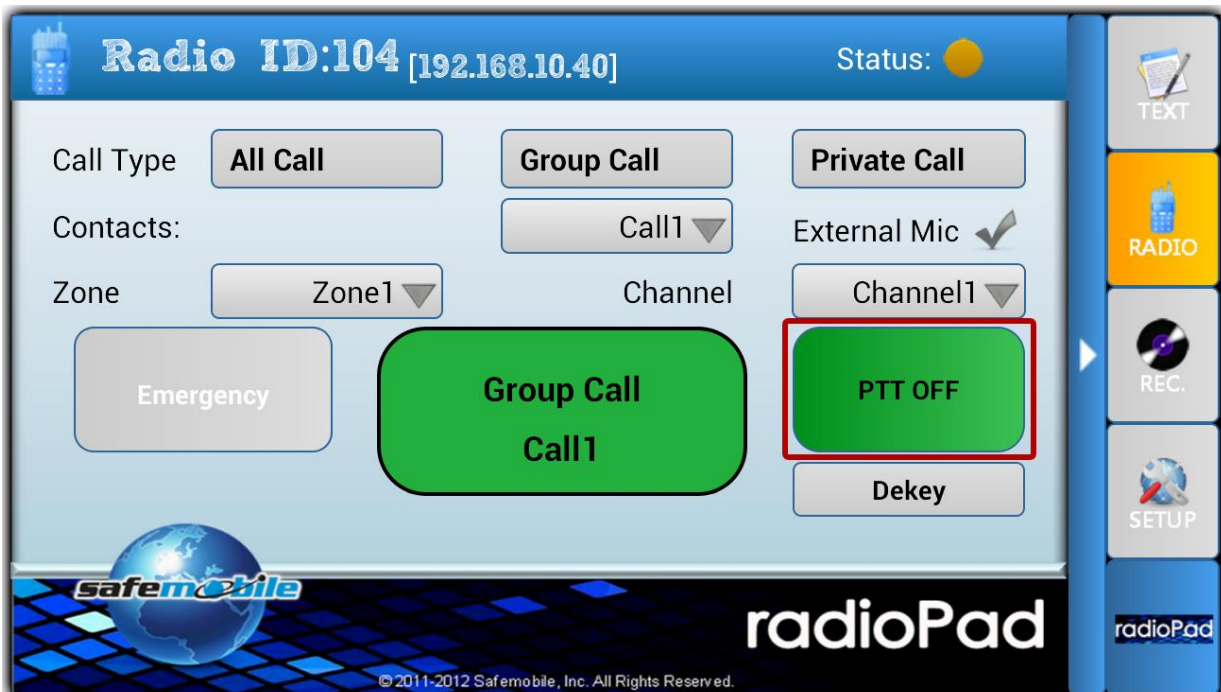 Radio ID:104 [192.168.10.40]
Status:
Call Type
All Call
Group Call
Private Call
Contacts:
Call1
External Mic
Zone
Zone1
Channel
Channel1
Emergency
Group Call
Call1
PTT OFF
Dekey
safemobile
radioPad
©2011-2012 Safemobile, Inc. All Rights Reserved.
TEXT
RADIO
REC.
SETUP
radioPad